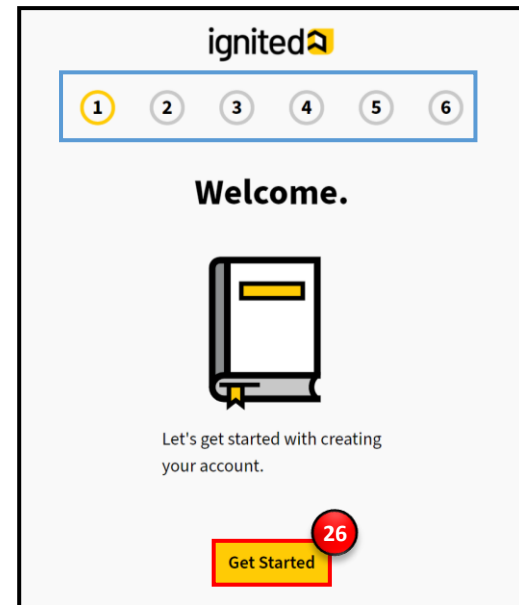 ignited
1 2 3 4 5 6
Welcome.
Let's get started with creating
your account.
26
Get Started